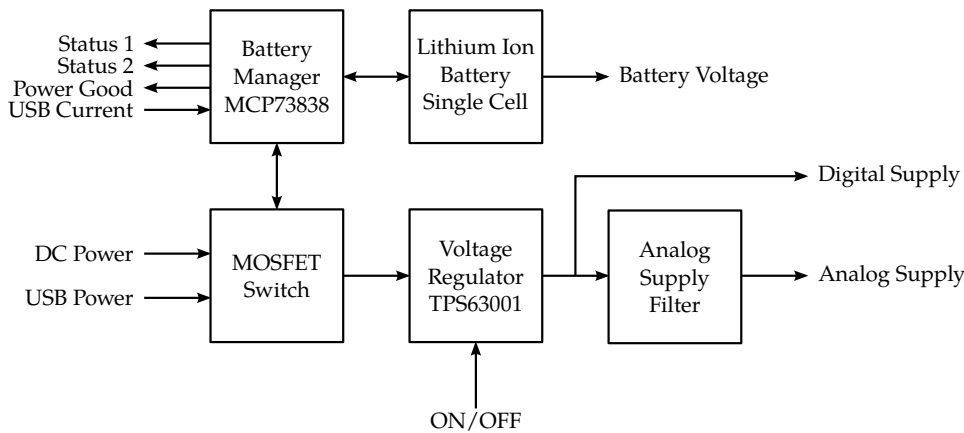 Status 1
Status 2
Power Good
USB Current
Battery
Manager
MCP73838
Lithium Ion
Battery
Single Cell
Battery Voltage
Digital Supply
DC Power
USB Power
MOSFET
Switch
Voltage
Regulator
TPS63001
Analog
Supply
Filter
Analog Supply
ON/OFF